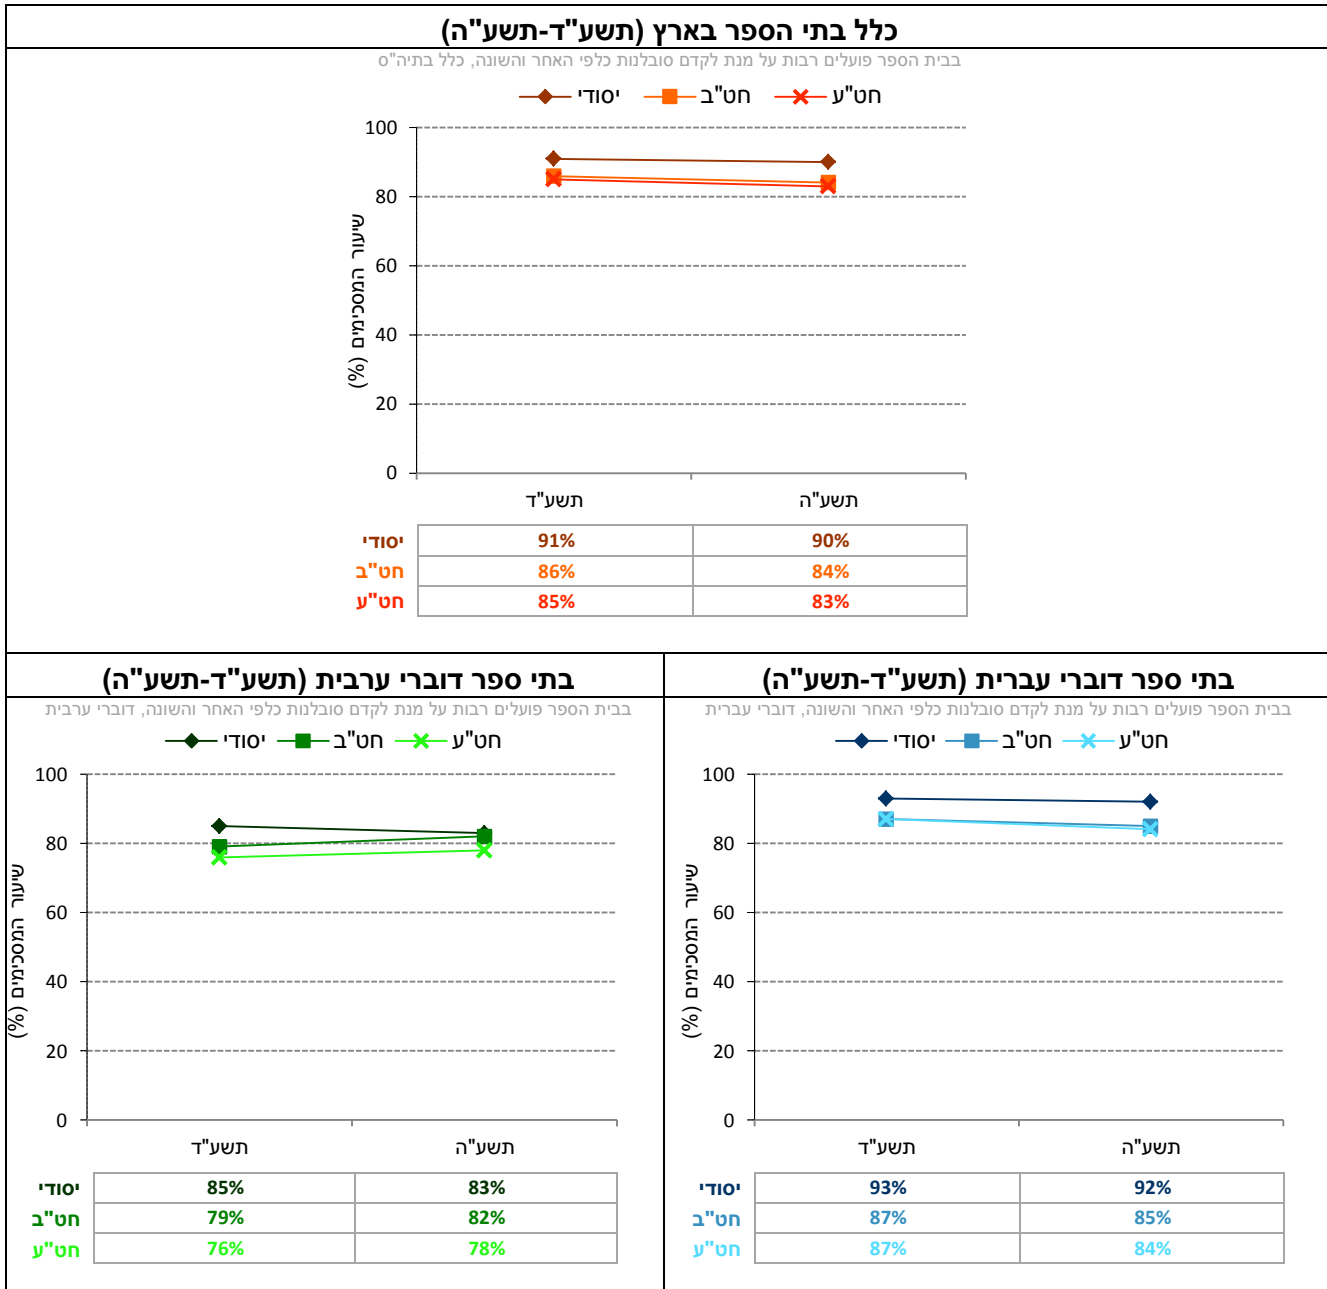 כלל בתי הספר בארץ (תשע"ד-תשע"ה)
בבית הספר פועלים רבות על מנת לקדם סובלנות כלפי האחר והשונה, כלל בתיה"ס
יסודי חט"ב חט"ע
שיעור המסכימים (%)
100
80
60
40
20
0
תשע"ד תשע"ה
יסודי 91% 90%
חט"ב 86% 84%
חט"ע 85% 83%
בתי ספר דוברי עברית (תשע"ד-תשע"ה)
בבית הספר פועלים רבות על מנת לקדם סובלנות כלפי האחר והשונה, דוברי עברית
יסודי חט"ב חט"ע
שיעור המסכימים (%)
100
80
60
40
20
0
תשע"ד תשע"ה
יסודי 93% 92%
חט"ב 87% 85%
חט"ע 87% 84%
בתי ספר דוברי ערבית (תשע"ד-תשע"ה)
בבית הספר פועלים רבות על מנת לקדם סובלנות כלפי האחר והשונה, דוברי ערבית
יסודי חט"ב חט"ע
שיעור המסכימים (%)
100
80
60
40
20
0
תשע"ד תשע"ה
יסודי 85% 83%
חט"ב 79% 82%
חט"ע 76% 78%